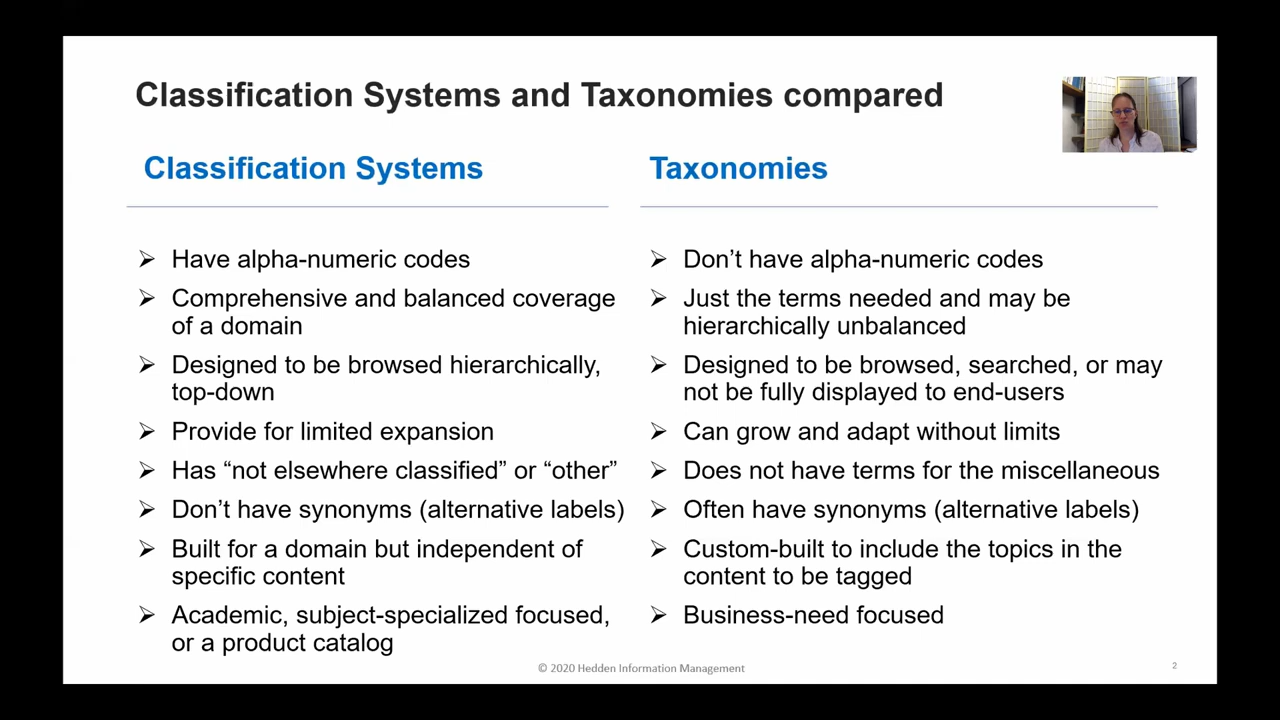 Classification Systems and Taxonomies compared
Classification Systems
Have alpha-numeric codes
Comprehensive and balanced coverage
of a domain
Designed to be browsed hierarchically,
top-down
Provide for limited expansion
Has “not elsewhere classified” or “other”
Don’t have synonyms (alternative labels)
Built for a domain but independent of
specific content
Academic, subject-specialized focused,
or a product catalog
Taxonomies
Don’t have alpha-numeric codes
Just the terms needed and may be
hierarchically unbalanced
Designed to be browsed, searched, or may
not be fully displayed to end-users
Can grow and adapt without limits
Does not have terms for the miscellaneous
Often have synonyms (alternative labels)
Custom-built to include the topics in the
content to be tagged
Business-need focused
© 2020 Hedden Information Management
2